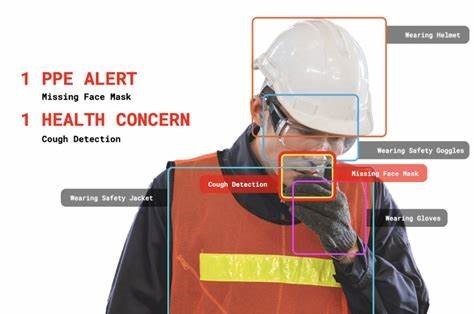 1 PPE ALERT
Missing Face Mask
1 HEALTH CONCERN
Cough Detection
Wearing Helmet
Wearing Safety Goggles
Missing Face Mask
Cough Detection
Wearing Safety Jacket
Wearing Gloves